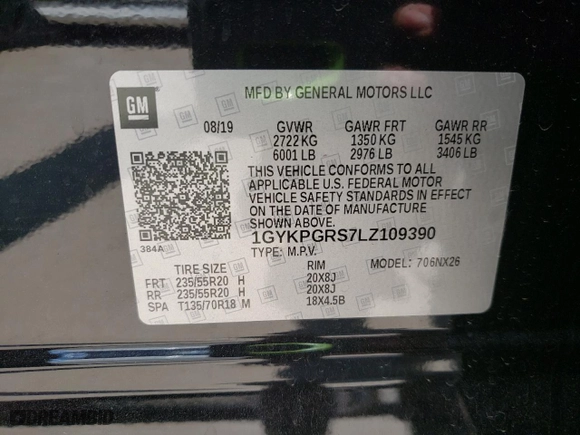 MFD BY GENERAL MOTORS LLC
GM
08/19 GVWR GAWR FRT GAWR RR
2722 KG 1350 KG 1545 KG
6001 LB 2976 LB 3406 LB
THIS VEHICLE CONFORMS TO ALL
APPLICABLE U.S. FEDERAL MOTOR
VEHICLE SAFETY STANDARDS IN EFFECT
ON THE DATE OF MANUFACTURE
SHOWN ABOVE.
384A
1GYKPGRS7LZ109390
TYPE: M.P.V. MODEL: 706NX26
TIRE SIZE RIM
FRT 235/55R20 H 20X8J
RR 235/55R20 H 20X8J
SPA T135/70R18 M 18X4.5B
DREAMBID